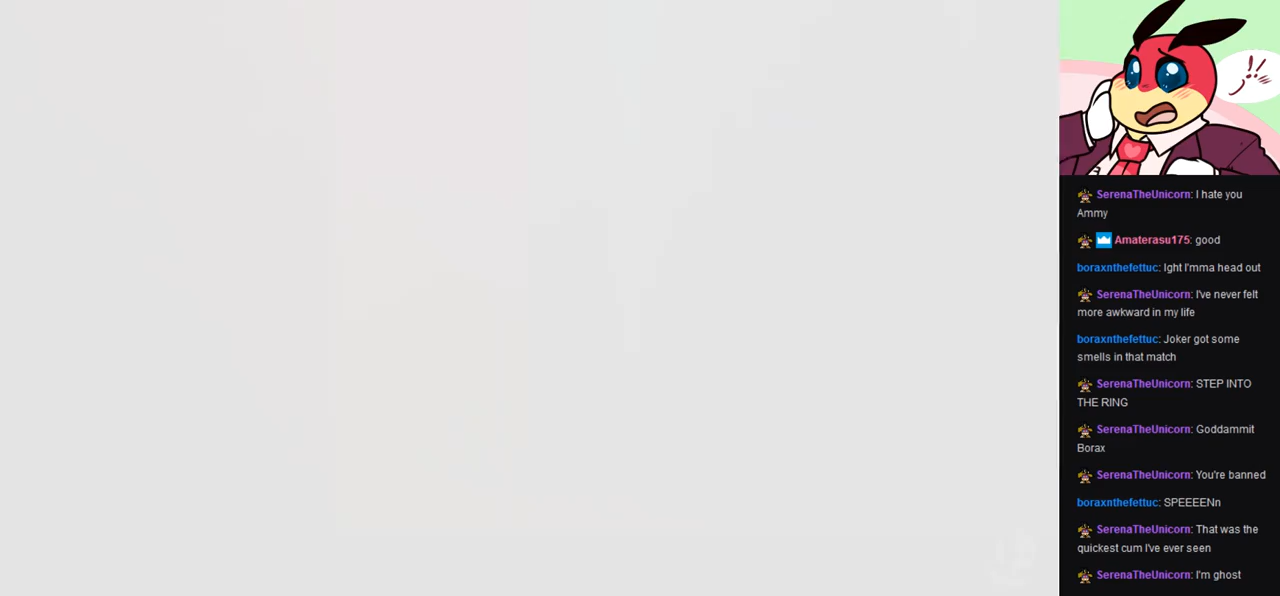 SerenaTheUnicorn: I hate you
Ammy
Amaterasu175: good
boraxnthefettuc: Ight I'mma head out
SerenaTheUnicorn: I've never felt
more awkward in my life
boraxnthefettuc: Joker got some
smells in that match
SerenaTheUnicorn: STEP INTO
THE RING
SerenaTheUnicorn: Goddammit
Borax
SerenaTheUnicorn: You're banned
boraxnthefettuc: SPEEEENn
SerenaTheUnicorn: That was the
quickest cum I've ever seen
SerenaTheUnicorn: I'm ghost